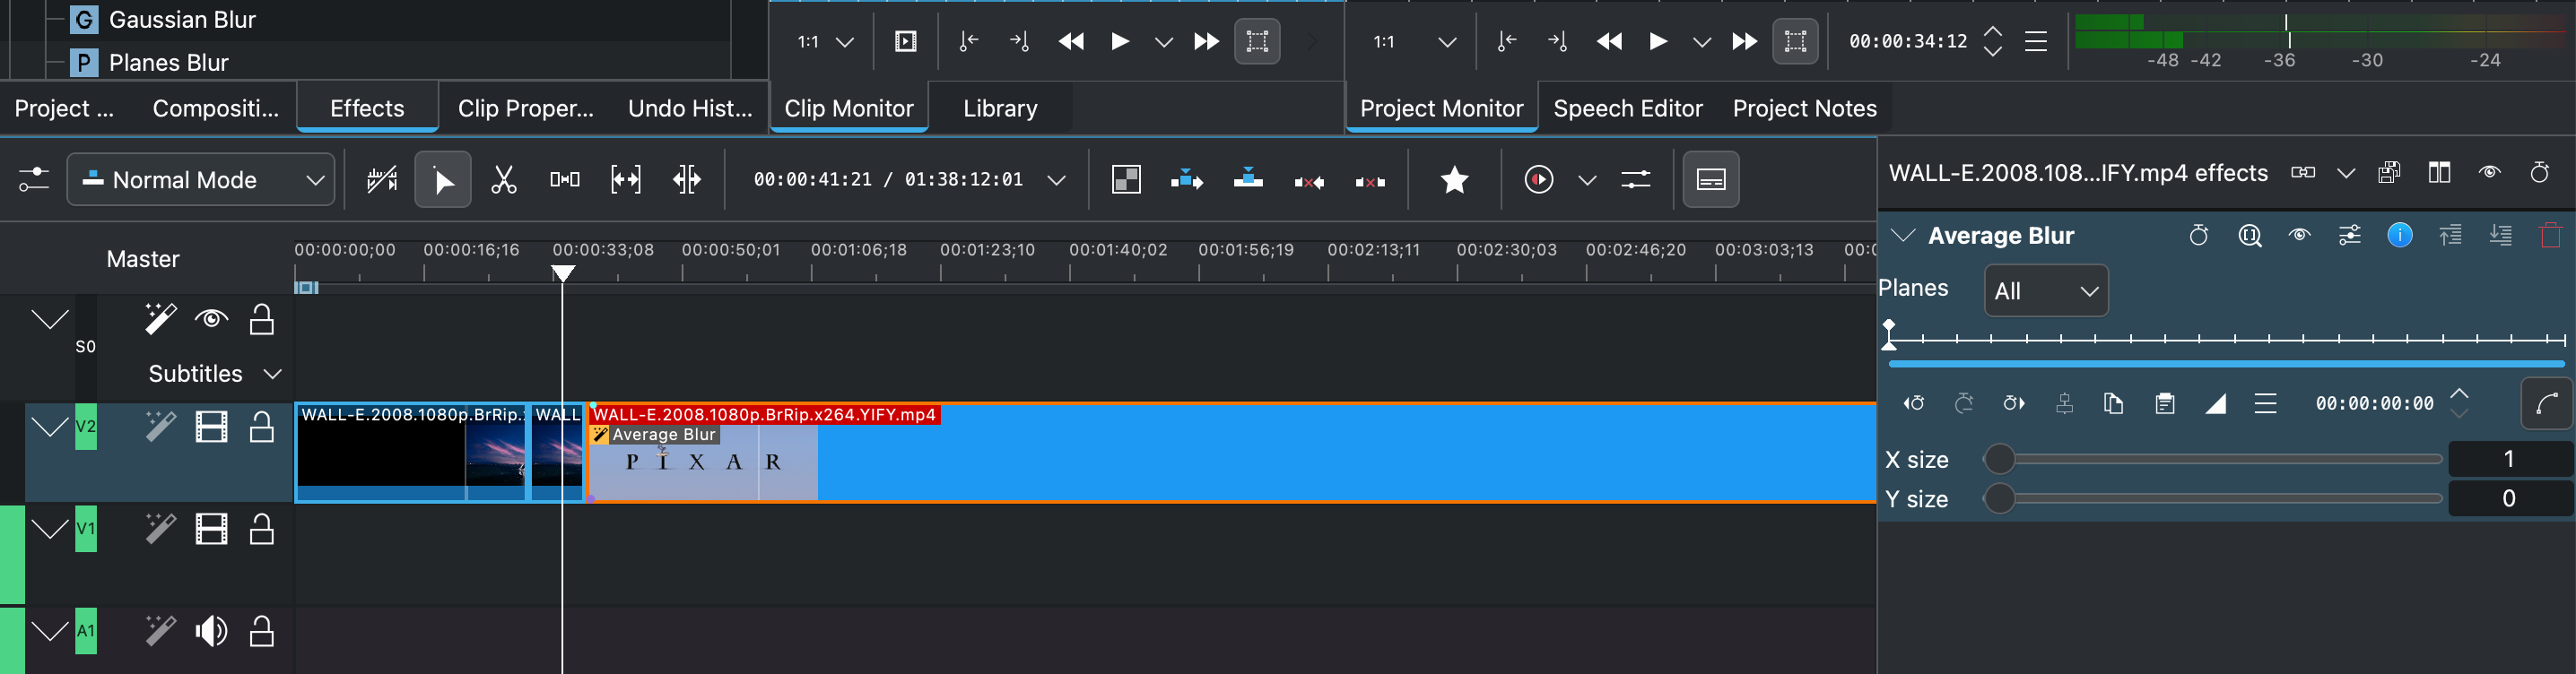 G Gaussian Blur
P Planes Blur
1:1
1:1
00:00:34:12
-48 -42 -36 -30 -24
Project ... Compositi... Effects Clip Proper... Undo Hist... Clip Monitor Library Project Monitor Speech Editor Project Notes
Normal Mode
00:00:41:21 / 01:38:12:01
WALL-E.2008.108...IFY.mp4 effects
Master
00:00:00;00 00:00:16;16 00:00:33;08 00:00:50;01 00:01:06;18 00:01:23;10 00:01:40;02 00:01:56;19 00:02:13;11 00:02:30;03 00:02:46;20 00:03:03;13 00:0
Average Blur
Planes All
S0
Subtitles
00:00:00:00
V2
WALL-E.2008.1080p.BrRip. WALL WALL-E.2008.1080p.BrRip.x264.YIFY.mp4
Average Blur
PIXAR
X size 1
Y size 0
V1
A1